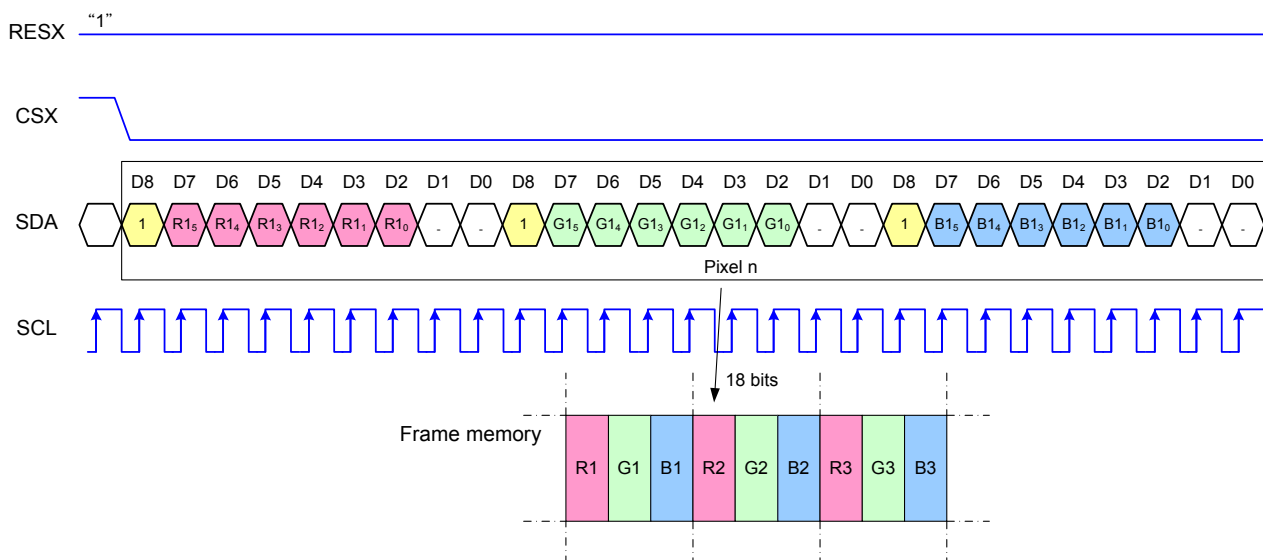 “1”
RESX
CSX
D8 D7 D6 D5 D4 D3 D2 D1 D0 D8 D7 D6 D5 D4 D3 D2 D1 D0 D8 D7 D6 D5 D4 D3 D2 D1 D0
SDA 1 R1₅ R1₄ R1₃ R1₂ R1₁ R1₀ - - 1 G1₅ G1₄ G1₃ G1₂ G1₁ G1₀ - - 1 B1₅ B1₄ B1₃ B1₂ B1₁ B1₀ - -
Pixel n
SCL
18 bits
Frame memory
R1 G1 B1 R2 G2 B2 R3 G3 B3